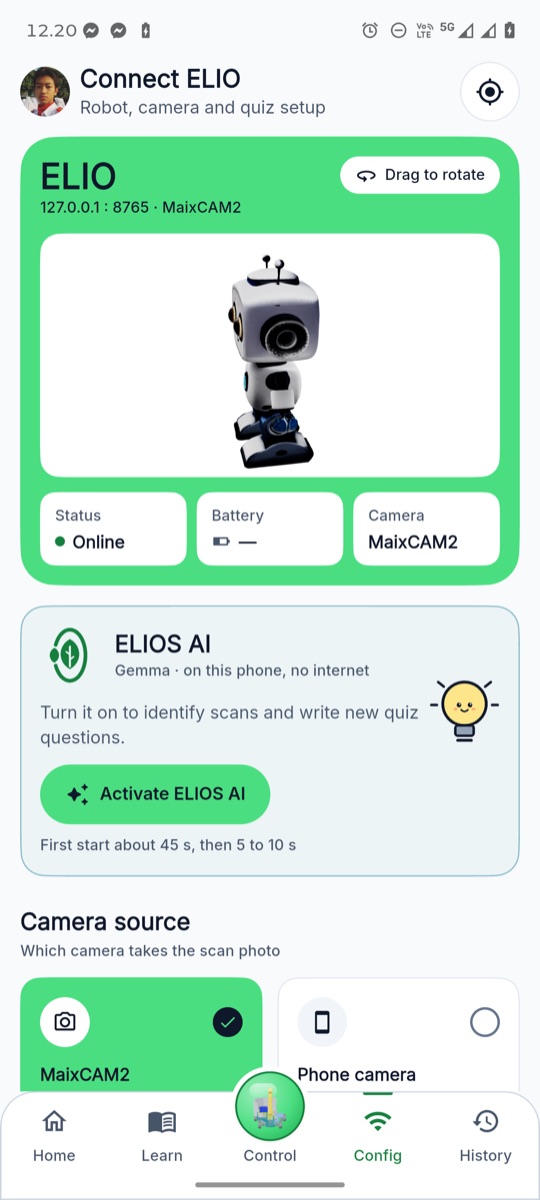 12.20
Vo)) LTE 5G
Connect ELIO
Robot, camera and quiz setup
ELIO
Drag to rotate
127.0.0.1 : 8765 · MaixCAM2
Status
Online
Battery
—
Camera
MaixCAM2
ELIOS AI
Gemma · on this phone, no internet
Turn it on to identify scans and write new quiz
questions.
Activate ELIOS AI
First start about 45 s, then 5 to 10 s
Camera source
Which camera takes the scan photo
MaixCAM2
Phone camera
Home
Learn
Control
Config
History